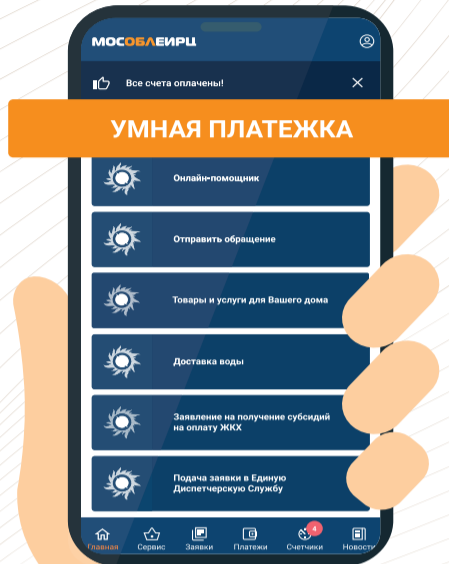 МОСОБЛЕИРЦ
Все счета оплачены!
УМНАЯ ПЛАТЕЖКА
Онлайн-помощник
Отправить обращение
Товары и услуги для Вашего дома
Доставка воды
Заявление на получение субсидий
на оплату ЖКХ
Подача заявки в Единую
Диспетчерскую Службу
4
Главная Сервис Заявки Платежи Счетчики Новости